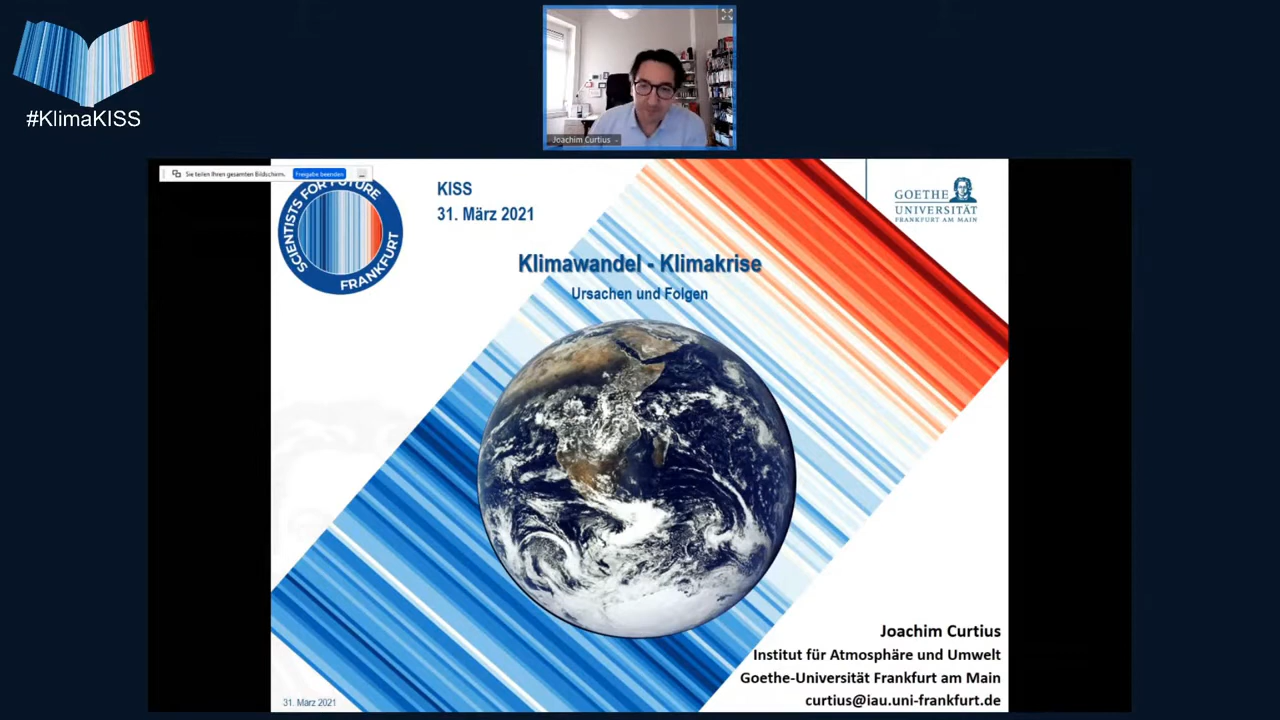 #KlimaKISS
Joachim Curtius
Sie teilen Ihren gesamten Bildschirm.
Freigabe beenden
SCIENTISTS FOR FUTURE
FRANKFURT
KISS
31. März 2021
GOETHE
UNIVERSITÄT
FRANKFURT AM MAIN
Klimawandel - Klimakrise
Ursachen und Folgen
Joachim Curtius
Institut für Atmosphäre und Umwelt
Goethe-Universität Frankfurt am Main
curtius@iau.uni-frankfurt.de
31. März 2021